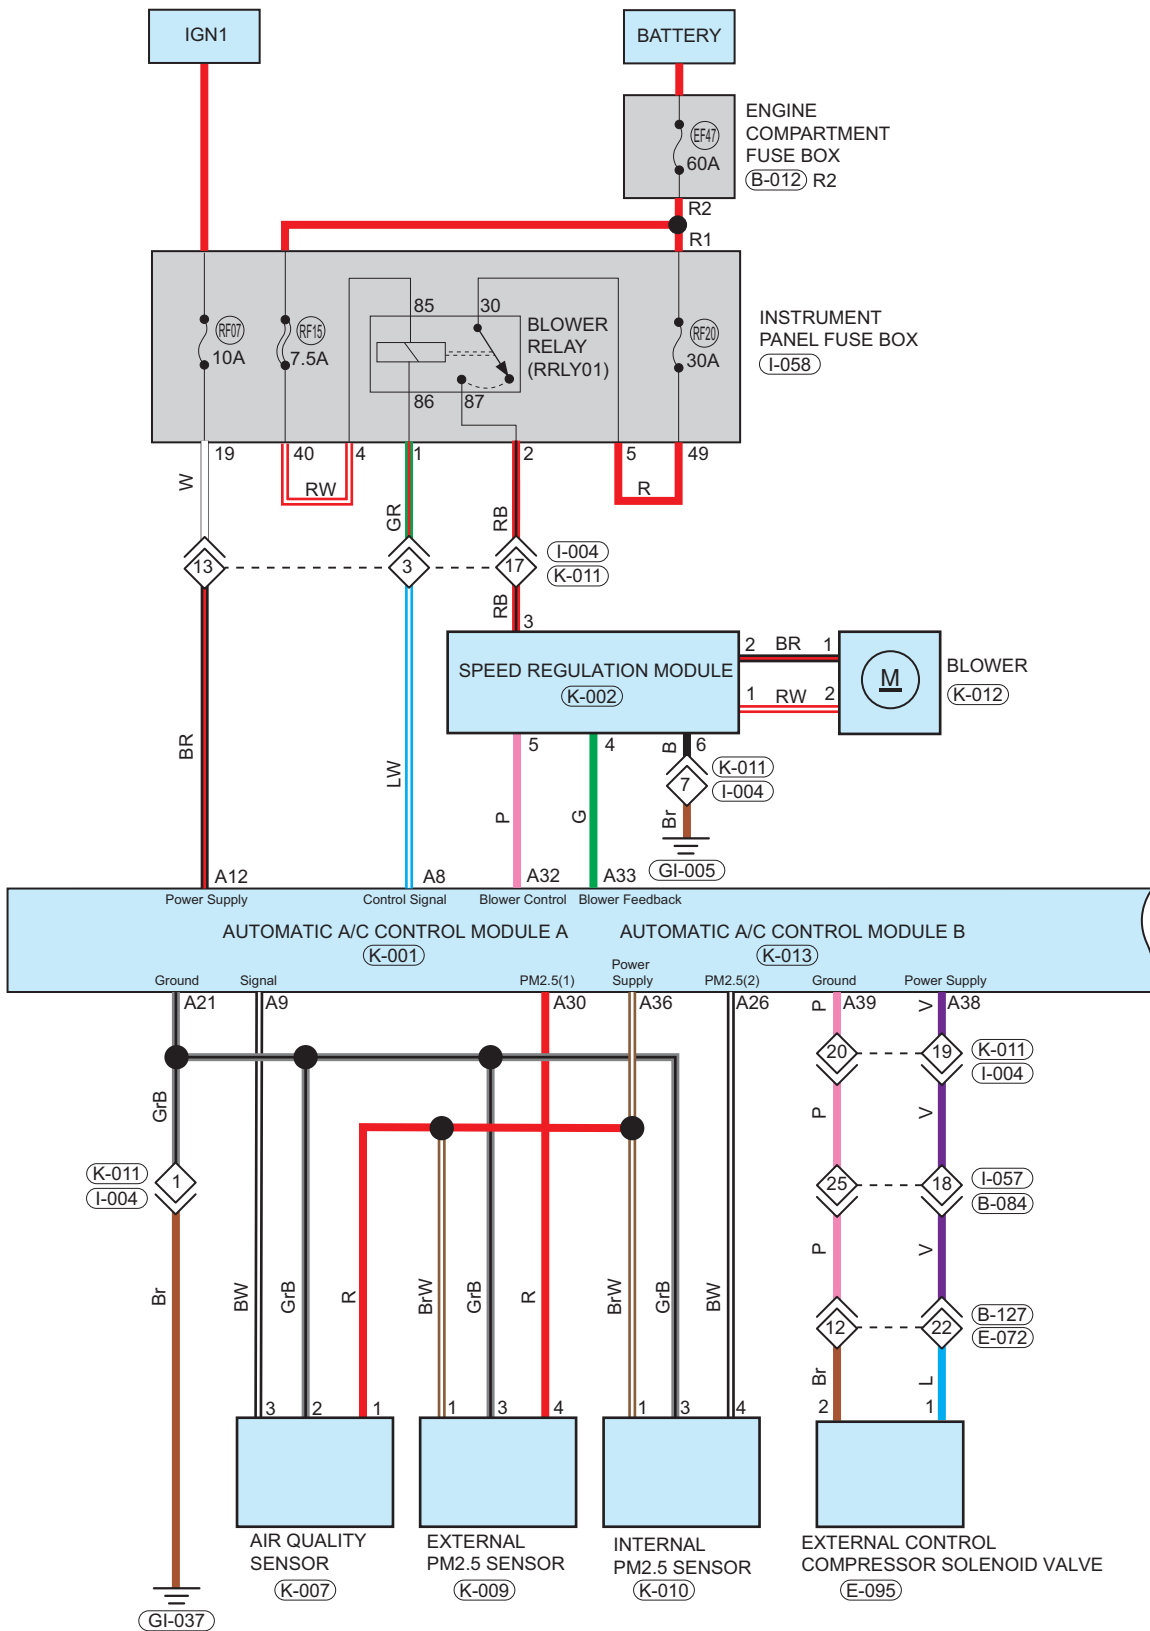 IGN1
BATTERY
EF47
60A
ENGINE
COMPARTMENT
FUSE BOX
B-012 R2
R2
R1
RF07
10A
RF15
7.5A
85
30
BLOWER
RELAY
(RRLY01)
86
87
RF20
30A
INSTRUMENT
PANEL FUSE BOX
I-058
19
40
4
1
2
5
49
W
RW
GR
RB
R
13
3
17
I-004
K-011
RB
3
SPEED REGULATION MODULE
K-002
2
BR
1
1
RW
2
M
BLOWER
K-012
BR
LW
5
4
B
6
P
G
7
K-011
I-004
Br
GI-005
A12
A8
A32
A33
Power Supply
Control Signal
Blower Control
Blower Feedback
AUTOMATIC A/C CONTROL MODULE A
K-001
AUTOMATIC A/C CONTROL MODULE B
K-013
Ground
Signal
PM2.5(1)
Power
Supply
PM2.5(2)
Ground
Power Supply
A21
A9
A30
A36
A26
P
A39
V
A38
20
19
K-011
I-004
GrB
P
V
K-011
I-004
1
25
18
I-057
B-084
P
V
Br
BW
GrB
R
BrW
GrB
R
BrW
GrB
BW
12
22
B-127
E-072
Br
L
3
2
1
1
3
4
1
3
4
2
1
AIR QUALITY
SENSOR
K-007
EXTERNAL
PM2.5 SENSOR
K-009
INTERNAL
PM2.5 SENSOR
K-010
EXTERNAL CONTROL
COMPRESSOR SOLENOID VALVE
E-095
GI-037